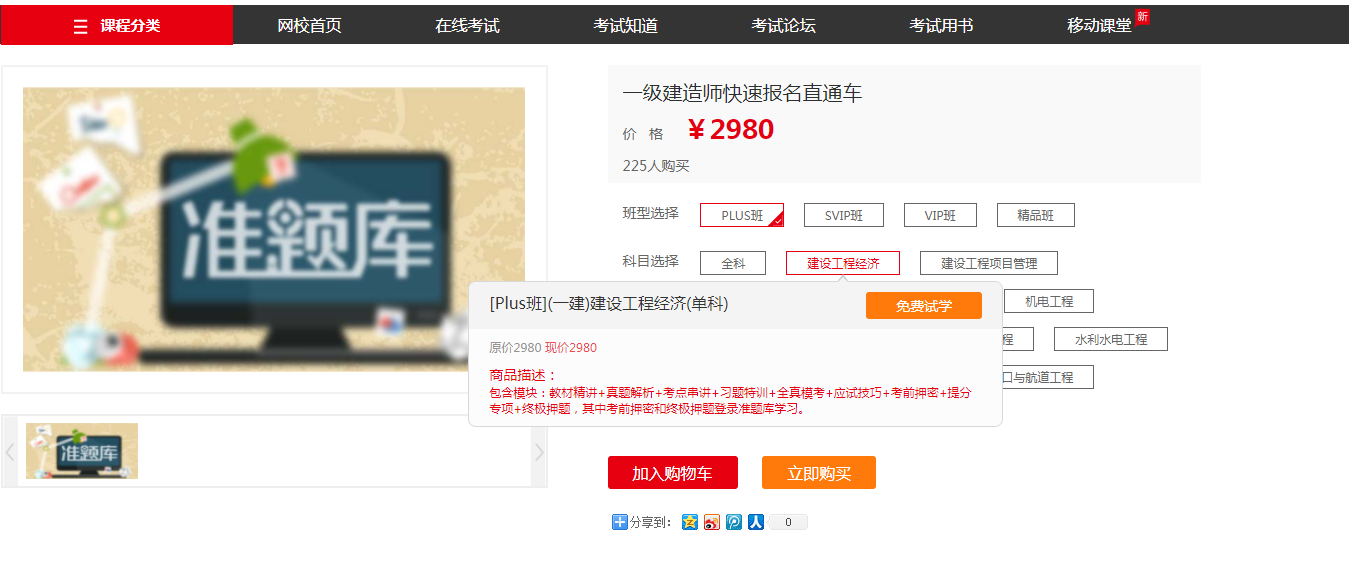 课程分类
网校首页
在线考试
考试知道
考试论坛
考试用书
移动课堂
新
准题库
一级建造师快速报名直通车
价 格 ￥2980
225人购买
班型选择
PLUS班
SVIP班
VIP班
精品班
科目选择
全科
建设工程经济
建设工程项目管理
[Plus班](一建)建设工程经济(单科)
免费试学
机电工程
原价2980 现价2980
程
水利水电工程
商品描述：
包含模块：教材精讲+真题解析+考点串讲+习题特训+全真模考+应试技巧+考前押密+提分
专项+终极押题，其中考前押密和终极押题登录准题库学习。
口与航道工程
准题库
加入购物车
立即购买
分享到：
0